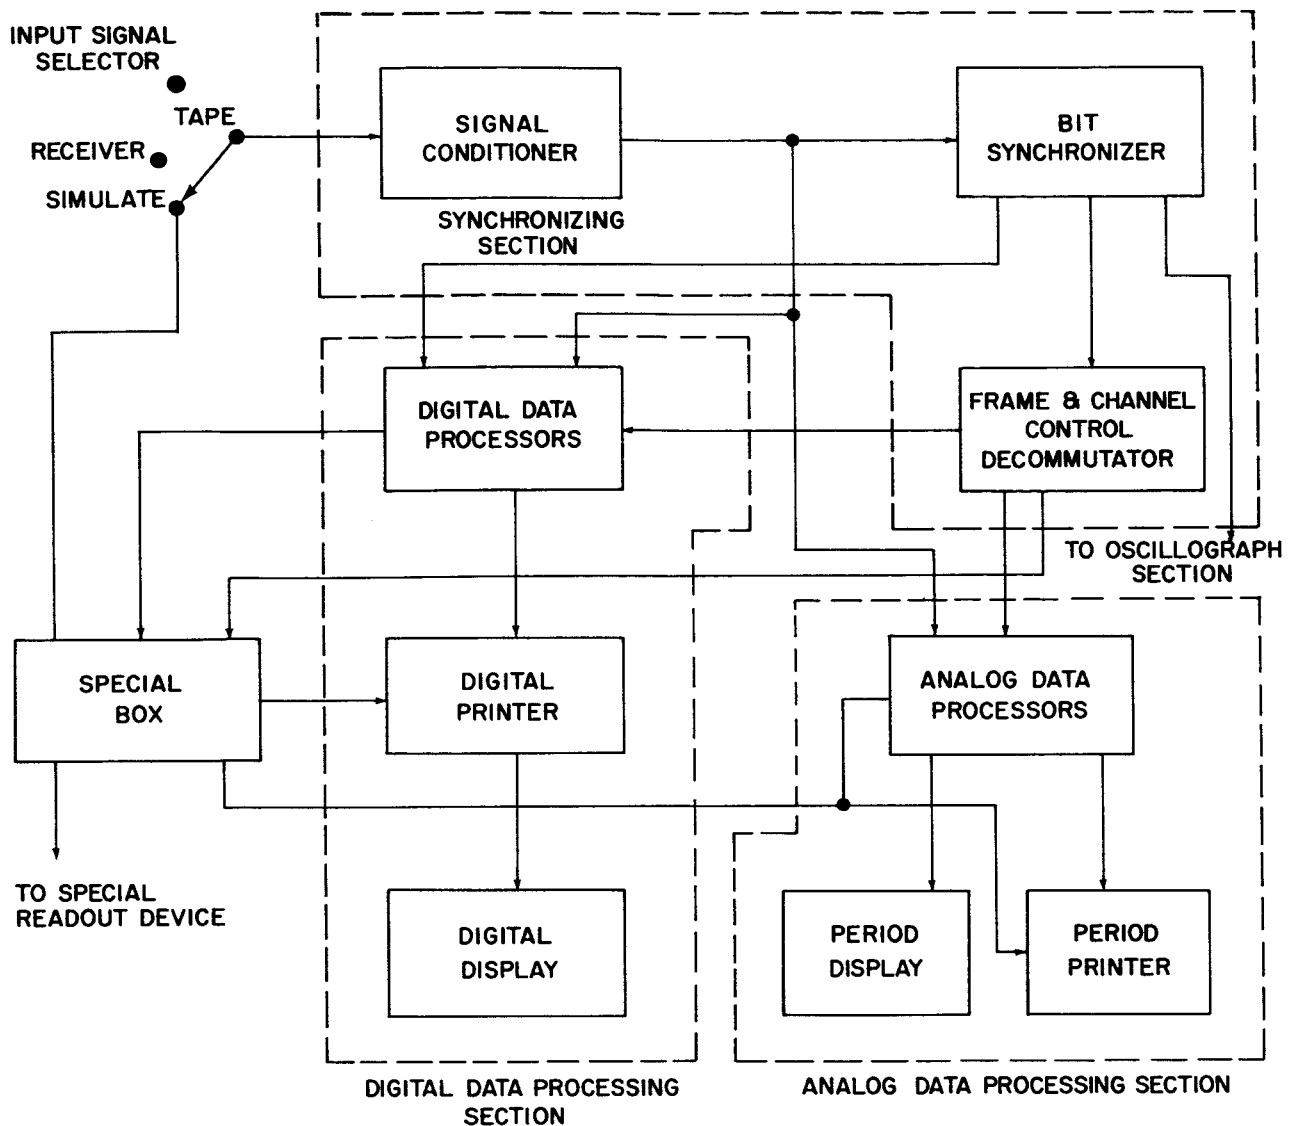 INPUT SIGNAL
SELECTOR
TAPE
RECEIVER
SIMULATE
SIGNAL
CONDITIONER
BIT
SYNCHRONIZER
SYNCHRONIZING
SECTION
DIGITAL DATA
PROCESSORS
FRAME & CHANNEL
CONTROL
DECOMMUTATOR
TO OSCILLOGRAPH
SECTION
SPECIAL
BOX
DIGITAL
PRINTER
ANALOG DATA
PROCESSORS
TO SPECIAL
READOUT DEVICE
DIGITAL
DISPLAY
PERIOD
DISPLAY
PERIOD
PRINTER
DIGITAL DATA PROCESSING
SECTION
ANALOG DATA PROCESSING SECTION